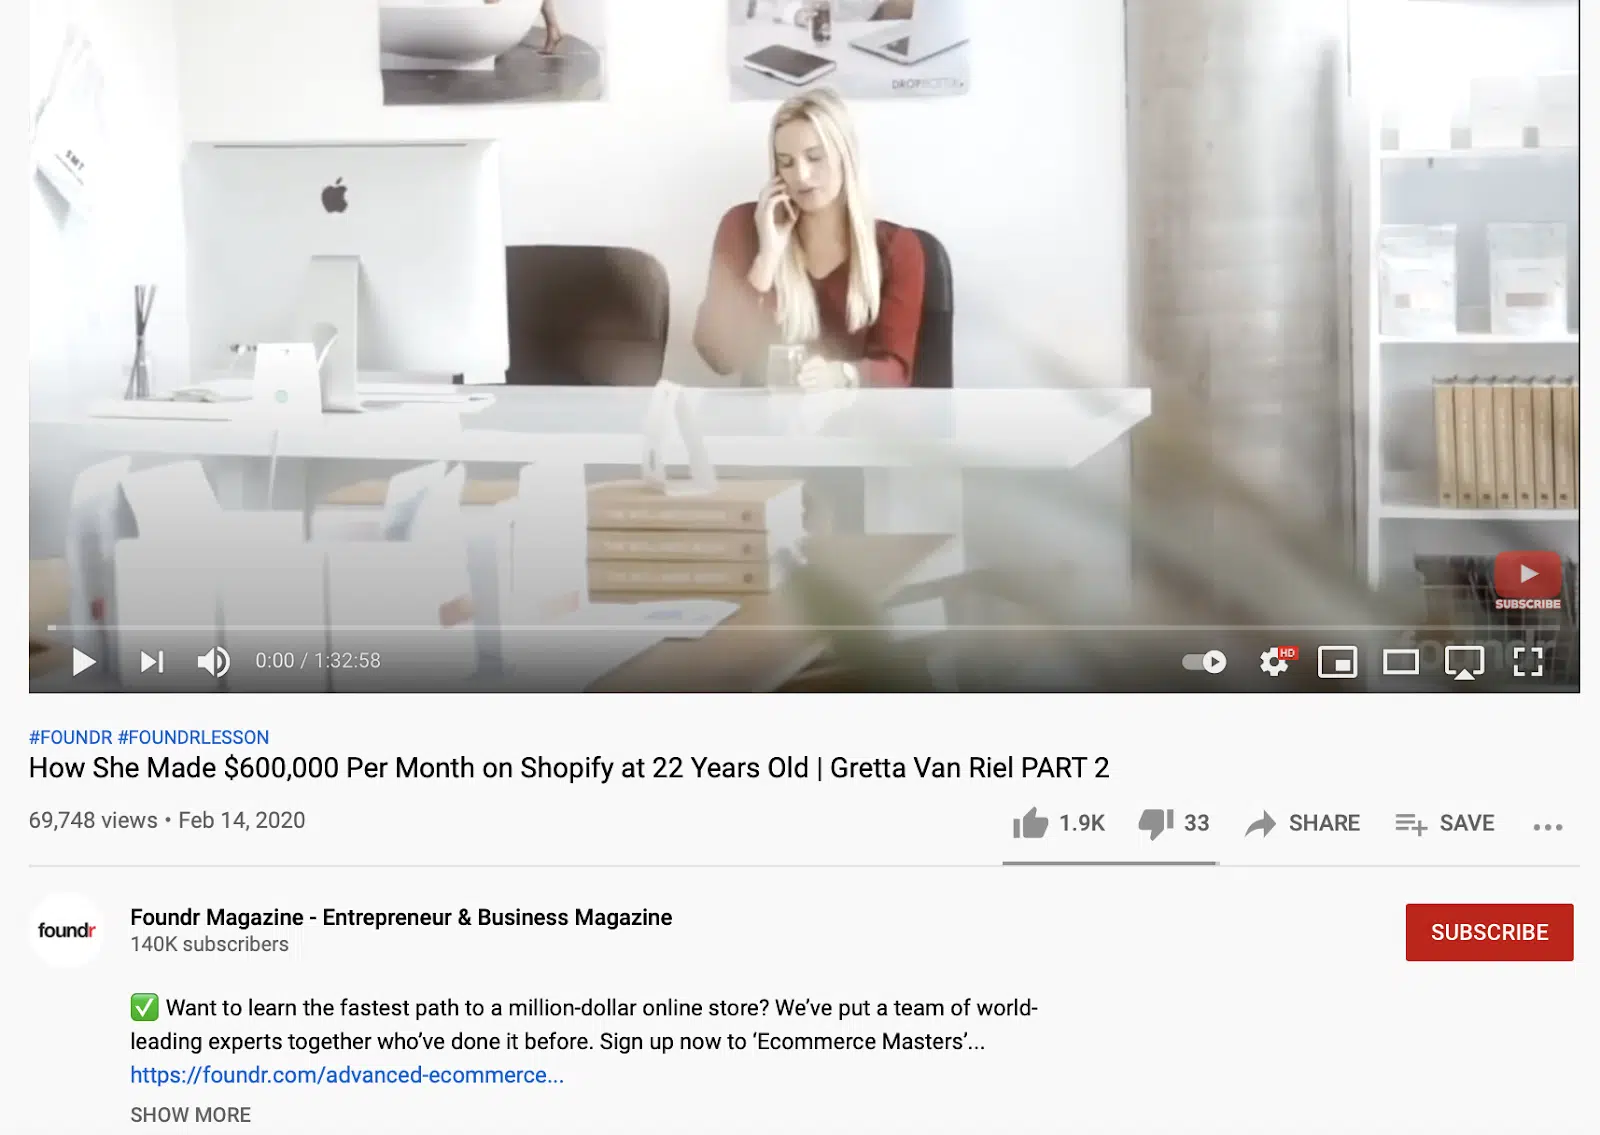 SMT
DROPBOTTLE
SUBSCRIBE
foundr
0:00 / 1:32:58
HD
#FOUNDR #FOUNDRLESSON
How She Made $600,000 Per Month on Shopify at 22 Years Old | Gretta Van Riel PART 2
69,748 views • Feb 14, 2020
1.9K
33
SHARE
SAVE
foundr
Foundr Magazine - Entrepreneur & Business Magazine
140K subscribers
SUBSCRIBE
✅ Want to learn the fastest path to a million-dollar online store? We’ve put a team of world-
leading experts together who’ve done it before. Sign up now to ‘Ecommerce Masters’...
https://foundr.com/advanced-ecommerce...
SHOW MORE